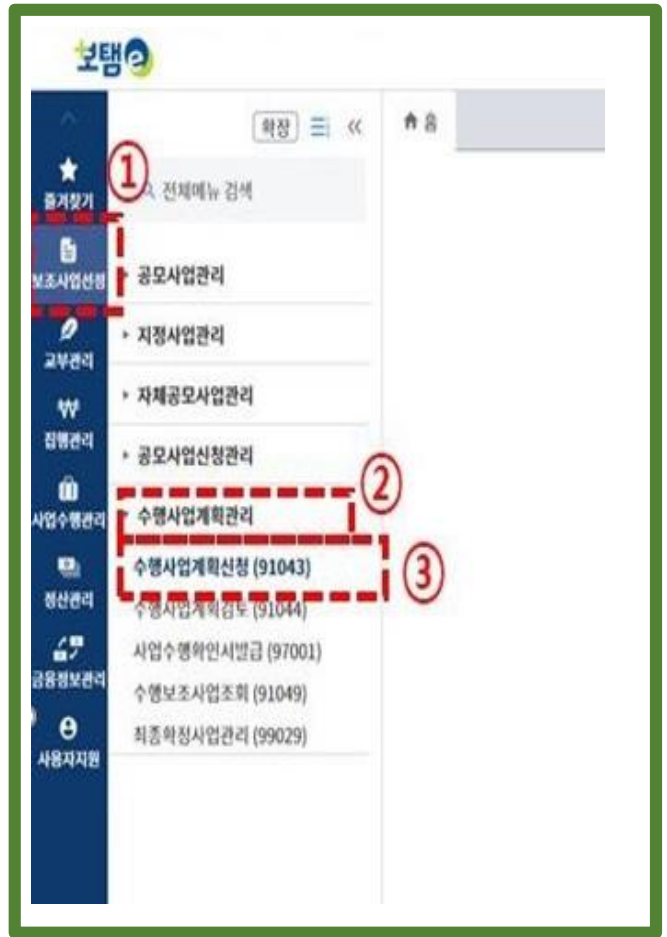 보탬e
확장
홈
①
즐겨찾기
전체메뉴 검색
보조사업선정
공모사업관리
지정사업관리
교부관리
자체공모사업관리
집행관리
공모사업신청관리
②
사업수행관리
수행사업계획관리
수행사업계획신청 (91043)
③
정산관리
수행사업계획검토 (91044)
사업수행확인서발급 (97001)
금융정보관리
수행보조사업조회 (91049)
최종확정사업관리 (99029)
사용자지원